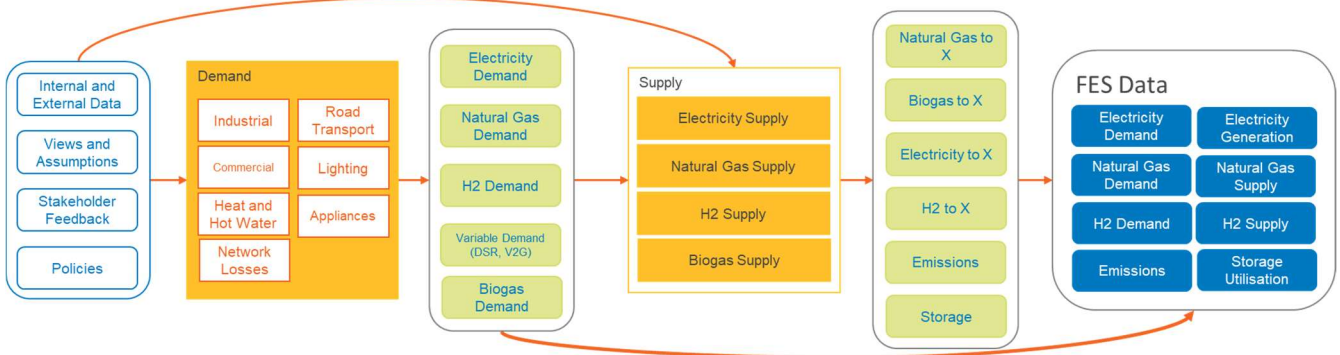 Internal and
External Data
Views and
Assumptions
Stakeholder
Feedback
Policies
Demand
Industrial
Road
Transport
Commercial
Lighting
Heat and
Hot Water
Appliances
Network
Losses
Electricity
Demand
Natural Gas
Demand
H2 Demand
Variable Demand
(DSR, V2G)
Biogas
Demand
Supply
Electricity Supply
Natural Gas Supply
H2 Supply
Biogas Supply
Natural Gas to
X
Biogas to X
Electricity to X
H2 to X
Emissions
Storage
FES Data
Electricity
Demand
Electricity
Generation
Natural Gas
Demand
Natural Gas
Supply
H2 Demand
H2 Supply
Emissions
Storage
Utilisation